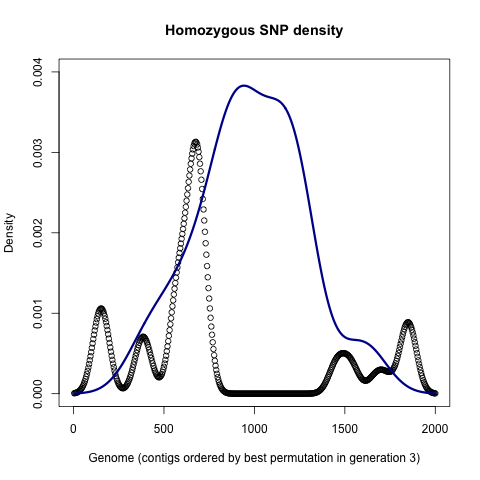 Homozygous SNP density
Density
0.004
0.003
0.002
0.001
0.000
0 500 1000 1500 2000
Genome (contigs ordered by best permutation in generation 3)